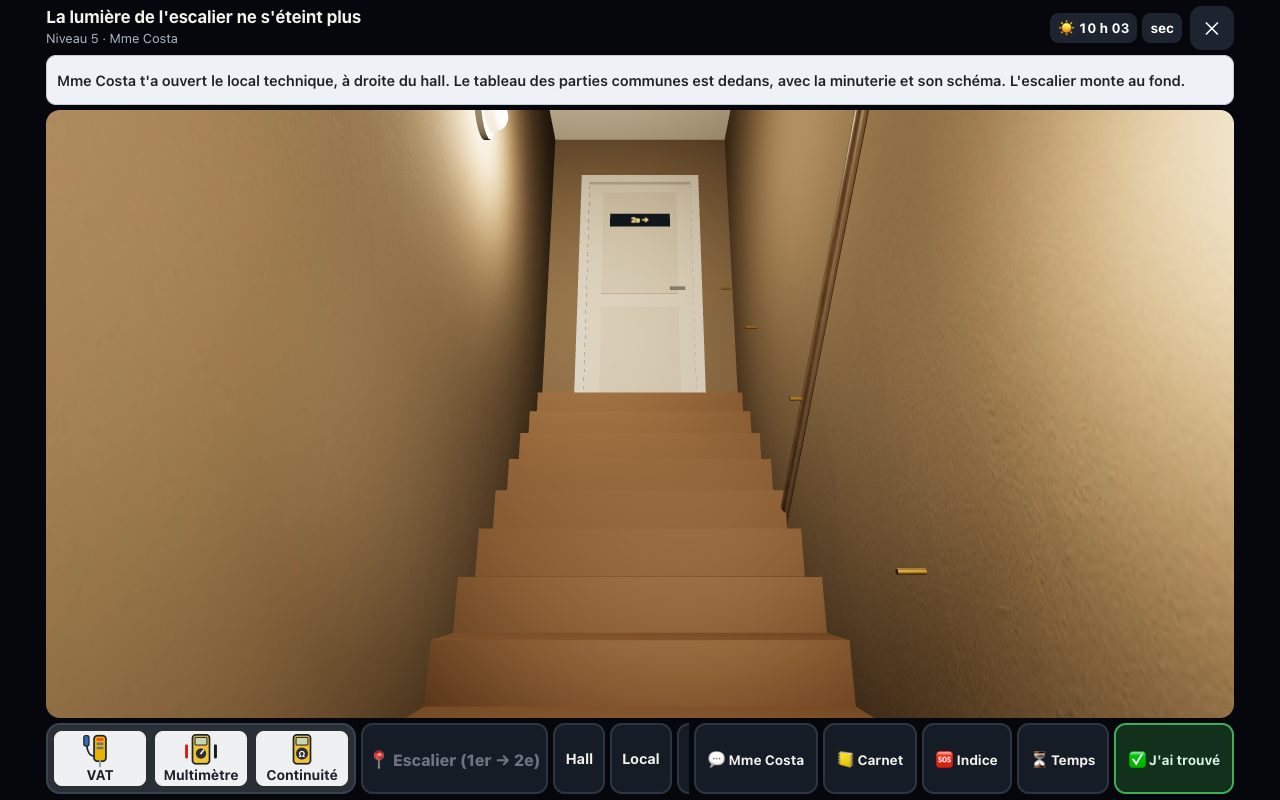 La lumière de l'escalier ne s'éteint plus
Niveau 5 · Mme Costa
10 h 03
sec
Mme Costa t'a ouvert le local technique, à droite du hall. Le tableau des parties communes est dedans, avec la minuterie et son schéma. L'escalier monte au fond.
2e →
VAT
Multimètre
Ω
Continuité
Escalier (1er → 2e)
Hall
Local
Mme Costa
Carnet
SOS
Indice
Temps
J'ai trouvé